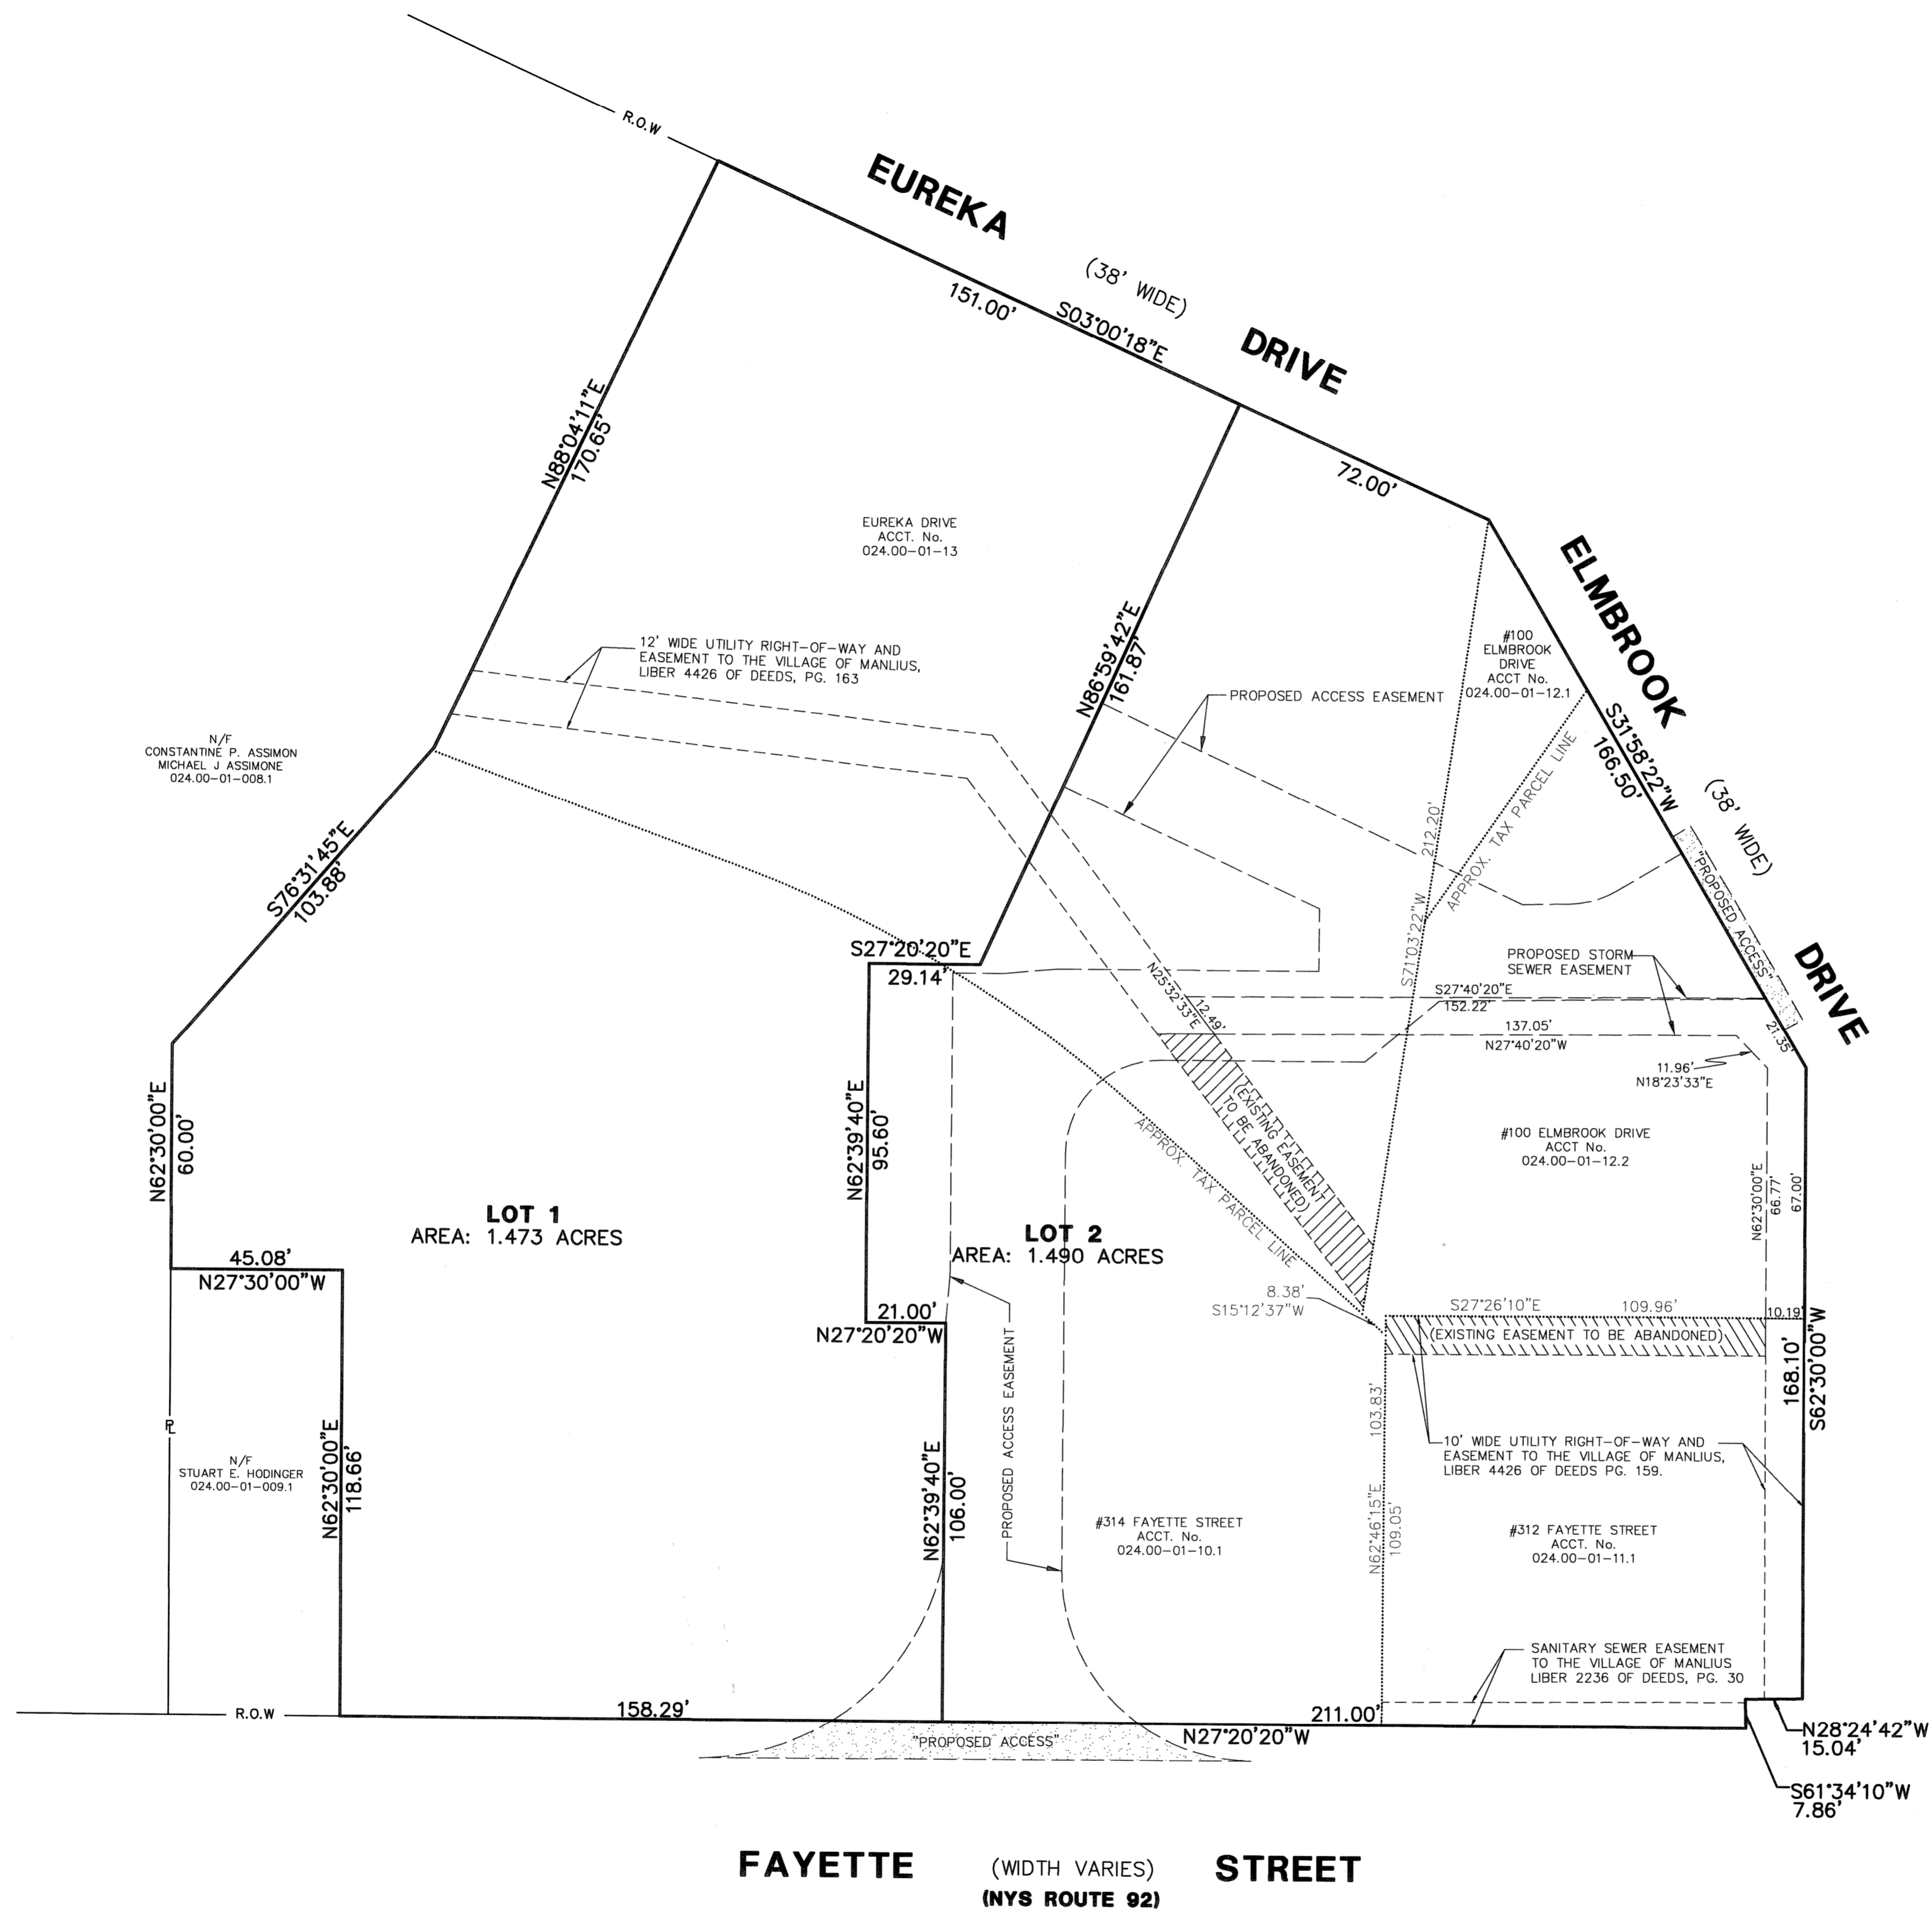 R.O.W
EUREKA
(38' WIDE)
DRIVE
151.00'
S03°00'18"E
72.00'
N88°04'11"E
170.65'
EUREKA DRIVE
ACCT. No.
024.00-01-13
ELMBROOK
(38' WIDE)
DRIVE
#100
ELMBROOK
DRIVE
ACCT No.
024.00-01-12.1
12' WIDE UTILITY RIGHT-OF-WAY AND
EASEMENT TO THE VILLAGE OF MANLIUS,
LIBER 4426 OF DEEDS, PG. 163
N86°59'42"E
161.87'
PROPOSED ACCESS EASEMENT
S31°58'22"W
166.50'
N/F
CONSTANTINE P. ASSIMON
MICHAEL J ASSIMONE
024.00-01-008.1
212.20'
S71°03'22"W
APPROX. TAX PARCEL LINE
"PROPOSED ACCESS"
S76°31'45"E
103.88'
S27°20'20"E
29.14'
PROPOSED STORM
SEWER EASEMENT
N25°32'33"E
12.49'
S27°40'20"E
152.22'
137.05'
N27°40'20"W
21.35'
11.96'
N18°23'33"E
N62°30'00"E
60.00'
N62°39'40"E
95.60'
(EXISTING EASEMENT
TO BE ABANDONED)
APPROX. TAX PARCEL LINE
#100 ELMBROOK DRIVE
ACCT No.
024.00-01-12.2
N62°30'00"E
66.77'
67.00'
LOT 1
AREA: 1.473 ACRES
LOT 2
AREA: 1.490 ACRES
45.08'
N27°30'00"W
21.00'
N27°20'20"W
8.38'
S15°12'37"W
S27°26'10"E
109.96'
10.19'
(EXISTING EASEMENT TO BE ABANDONED)
168.10'
S62°30'00"W
PROPOSED ACCESS EASEMENT
103.83'
N62°46'15"E
109.05'
10' WIDE UTILITY RIGHT-OF-WAY AND
EASEMENT TO THE VILLAGE OF MANLIUS,
LIBER 4426 OF DEEDS PG. 159.
PL
N/F
STUART E. HODINGER
024.00-01-009.1
N62°30'00"E
118.66'
N62°39'40"E
106.00'
#314 FAYETTE STREET
ACCT. No.
024.00-01-10.1
#312 FAYETTE STREET
ACCT. No.
024.00-01-11.1
SANITARY SEWER EASEMENT
TO THE VILLAGE OF MANLIUS
LIBER 2236 OF DEEDS, PG. 30
R.O.W
158.29'
211.00'
N27°20'20"W
"PROPOSED ACCESS"
N28°24'42"W
15.04'
S61°34'10"W
7.86'
FAYETTE (WIDTH VARIES) STREET
(NYS ROUTE 92)